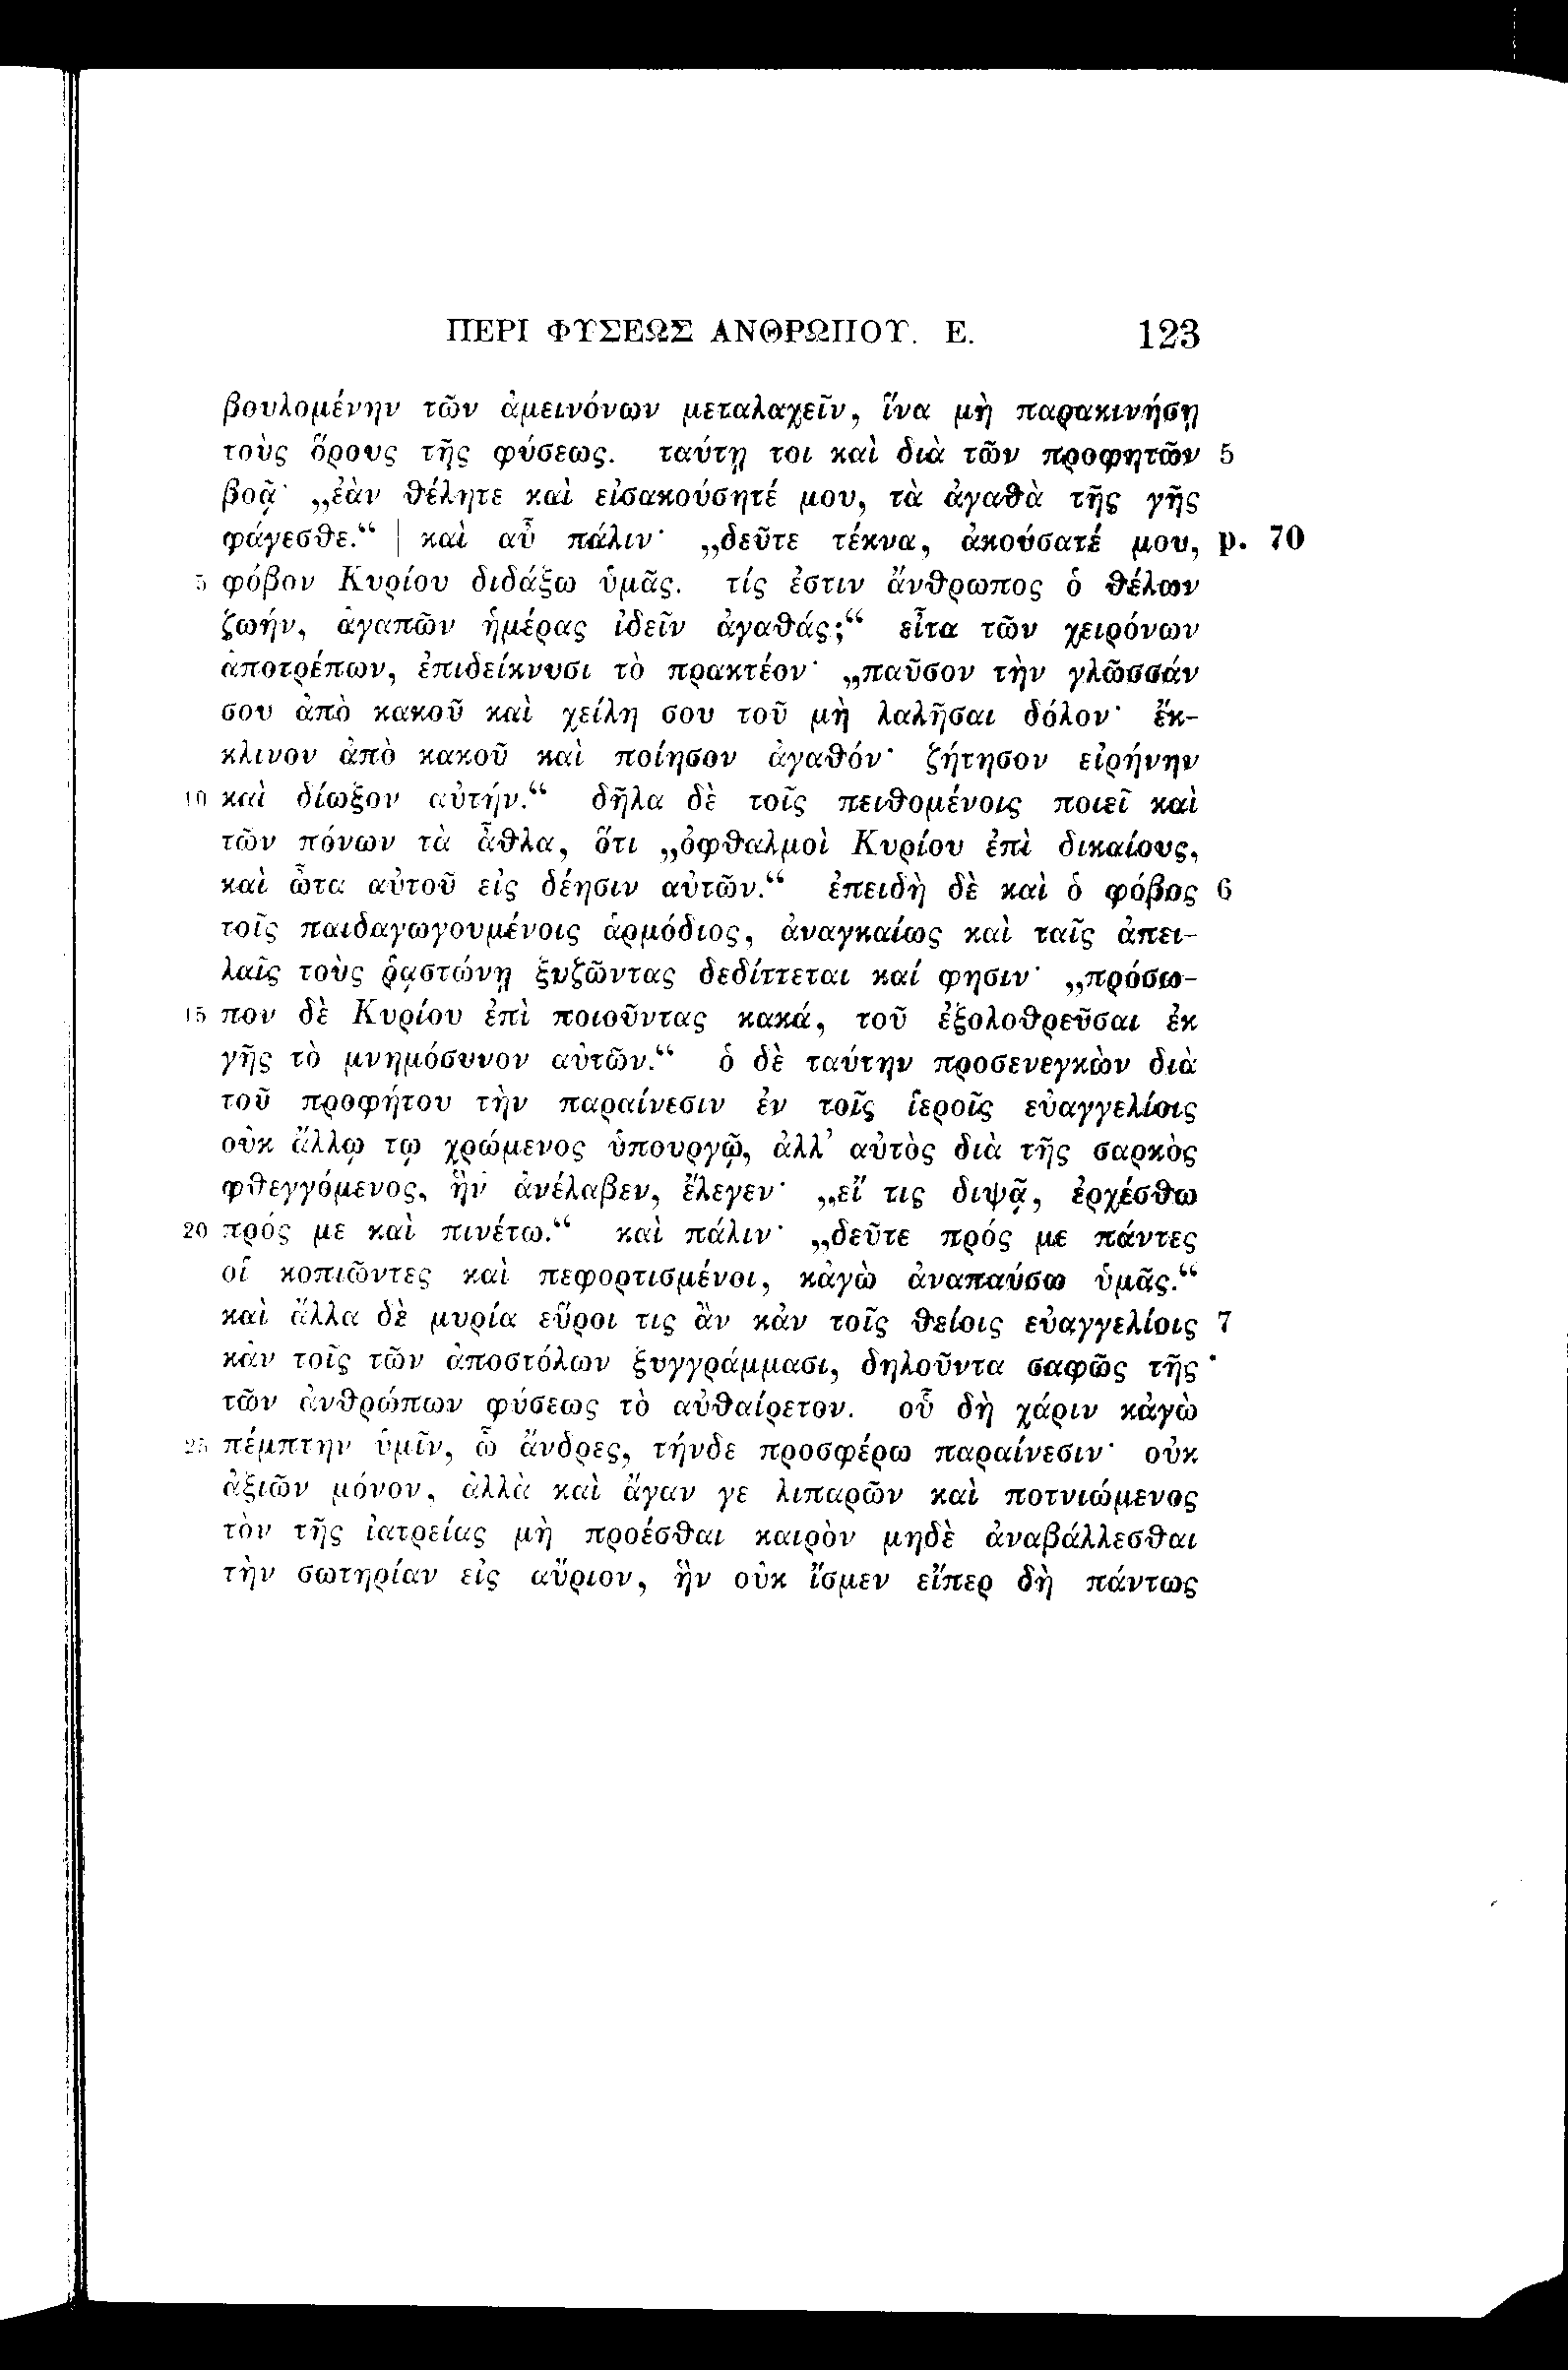 ΠΕΡΙ ΦΥΣΕΩΣ ΑΝΘΡΩΠΟΥ. Ε. 123
βουλομένην τῶν ἀμεινόνων μεταλαχεῖν, ἵνα μὴ παρακινήσῃ
τοὺς ὅρους τῆς φύσεως. ταύτῃ τοι καὶ διὰ τῶν προφητῶν 5
βοᾷ· „ἐὰν θέλητε καὶ εἰσακούσητέ μου, τὰ ἀγαθὰ τῆς γῆς
φάγεσθε.“ | καὶ αὖ πάλιν· „δεῦτε τέκνα, ἀκούσατέ μου, p. 70
5 φόβον Κυρίου διδάξω ὑμᾶς. τίς ἐστιν ἄνθρωπος ὁ θέλων
ζωήν, ἀγαπῶν ἡμέρας ἰδεῖν ἀγαθάς;“ εἶτα τῶν χειρόνων
ἀποτρέπων, ἐπιδείκνυσι τὸ πρακτέον· „παῦσον τὴν γλῶσσάν
σου ἀπὸ κακοῦ καὶ χείλη σου τοῦ μὴ λαλῆσαι δόλον· ἔκ-
κλινον ἀπὸ κακοῦ καὶ ποίησον ἀγαθόν· ζήτησον εἰρήνην
10 καὶ δίωξον αὐτήν.“ δῆλα δὲ τοῖς πειθομένοις ποιεῖ καὶ
τῶν πόνων τὰ ἆθλα, ὅτι „ὀφθαλμοὶ Κυρίου ἐπὶ δικαίους,
καὶ ὦτα αὐτοῦ εἰς δέησιν αὐτῶν.“ ἐπειδὴ δὲ καὶ ὁ φόβος 6
τοῖς παιδαγωγουμένοις ἁρμόδιος, ἀναγκαίως καὶ ταῖς ἀπει-
λαῖς τοὺς ῥᾳστώνῃ ξυζῶντας δεδίττεται καί φησιν· „πρόσω-
15 πον δὲ Κυρίου ἐπὶ ποιοῦντας κακά, τοῦ ἐξολοθρεῦσαι ἐκ
γῆς τὸ μνημόσυνον αὐτῶν.“ ὁ δὲ ταύτην προσενεγκὼν διὰ
τοῦ προφήτου τὴν παραίνεσιν ἐν τοῖς ἱεροῖς εὐαγγελίοις
οὐκ ἄλλῳ τῳ χρώμενος ὑπουργῷ, ἀλλ’ αὐτὸς διὰ τῆς σαρκὸς
φθεγγόμενος, ἣν ἀνέλαβεν, ἔλεγεν· „εἴ τις διψᾷ, ἐρχέσθω
20 πρός με καὶ πινέτω.“ καὶ πάλιν· „δεῦτε πρός με πάντες
οἱ κοπιῶντες καὶ πεφορτισμένοι, κἀγὼ ἀναπαύσω ὑμᾶς.“
καὶ ἄλλα δὲ μυρία εὕροι τις ἂν κἀν τοῖς θείοις εὐαγγελίοις 7
κἀν τοῖς τῶν ἀποστόλων ξυγγράμμασι, δηλοῦντα σαφῶς τῆς
τῶν ἀνθρώπων φύσεως τὸ αὐθαίρετον. οὗ δὴ χάριν κἀγὼ
25 πέμπτην ὑμῖν, ὦ ἄνδρες, τήνδε προσφέρω παραίνεσιν· οὐκ
ἀξιῶν μόνον, ἀλλὰ καὶ ἄγαν γε λιπαρῶν καὶ ποτνιώμενος
τὸν τῆς ἰατρείας μὴ προέσθαι καιρὸν μηδὲ ἀναβάλλεσθαι
τὴν σωτηρίαν εἰς αὔριον, ἣν οὐκ ἴσμεν εἴπερ δὴ πάντως